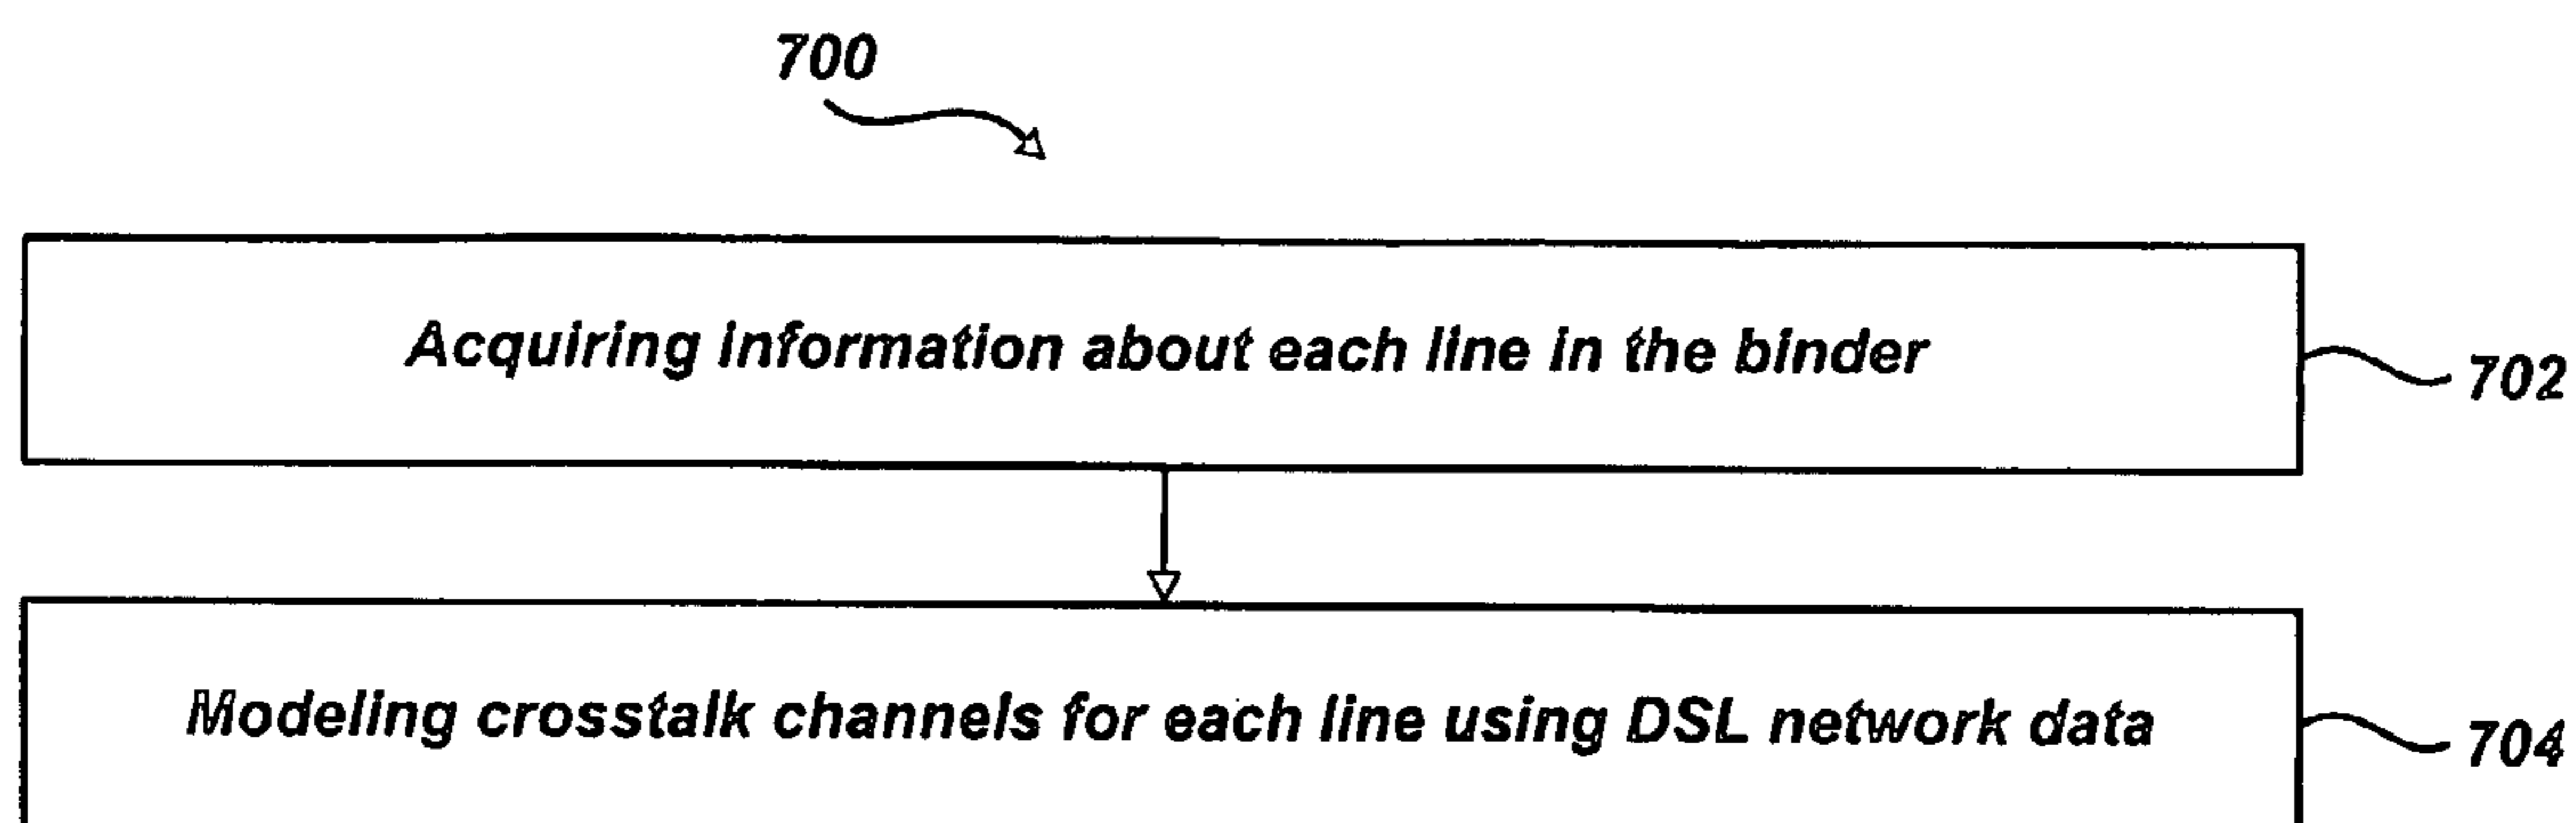 700
Acquiring information about each line in the binder
702
Modeling crosstalk channels for each line using DSL network data
704